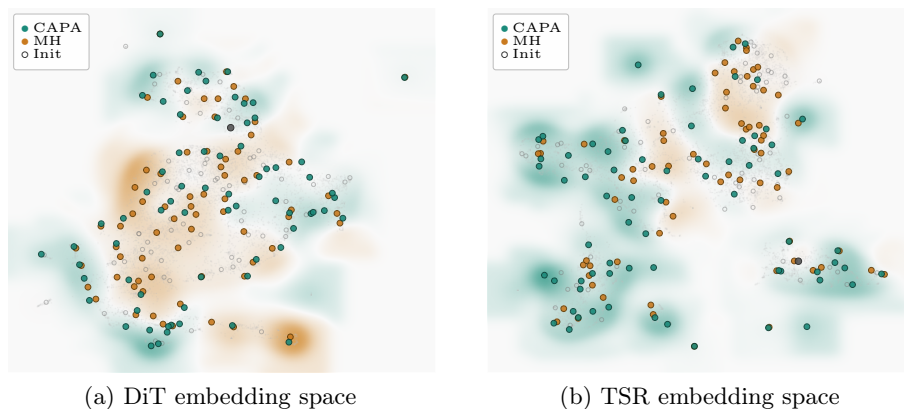 CAPA
MH
Init
CAPA
MH
Init
(a) DiT embedding space
(b) TSR embedding space